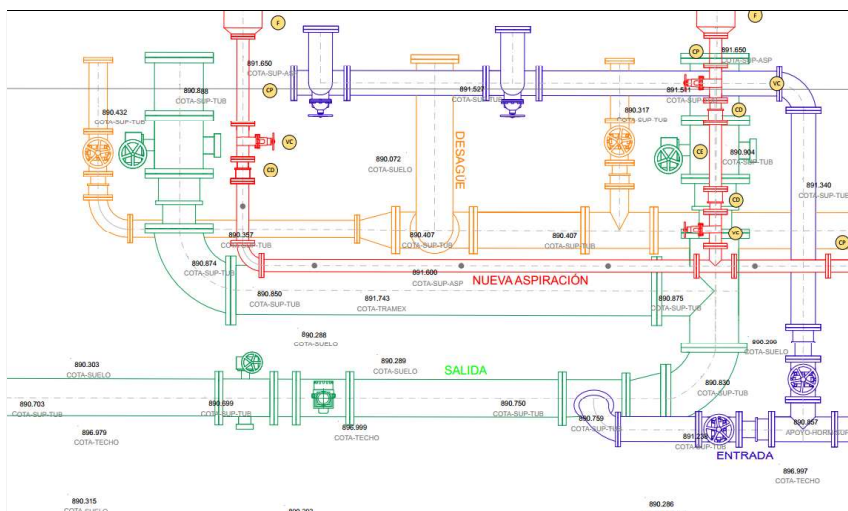 F
F
891.650
COTA-SUP-ASP
CP
891.650
COTA-SUP-ASP
890.888
COTA-SUP-TUB
CP
891.527
COTA-SUP-TUB
891.541
VC
890.432
COTA-SUP-TUB
890.317
COTA-SUP-TUB
CD
VC
DESAGÜE
890.072
COTA-SUELO
CE
890.904
COTA-SUP-TUB
CD
891.340
COTA-SUP-TUB
CD
890.357
COTA-SUP-TUB
890.407
COTA-SUP-TUB
890.407
COTA-SUP-TUB
VC
CP
890.874
COTA-SUP-TUB
891.600
COTA-SUP-ASP
NUEVA ASPIRACIÓN
890.850
COTA-SUP-TUB
891.743
COTA-TRAMEX
890.875
COTA-SUP-TUB
890.288
COTA-SUELO
COTA-SUELO
890.303
COTA-SUELO
890.289
COTA-SUELO
SALIDA
890.830
COTA-SUP-TUB
890.703
COTA-SUP-TUB
890.699
COTA-SUP-TUB
890.750
COTA-SUP-TUB
890.759
COTA-SUP-TUB
896.979
COTA-TECHO
896.999
COTA-TECHO
COTA-SUP-TUB
890.857
ENTRADA
896.997
COTA-TECHO
890.315
COTA-SUELO
890.286